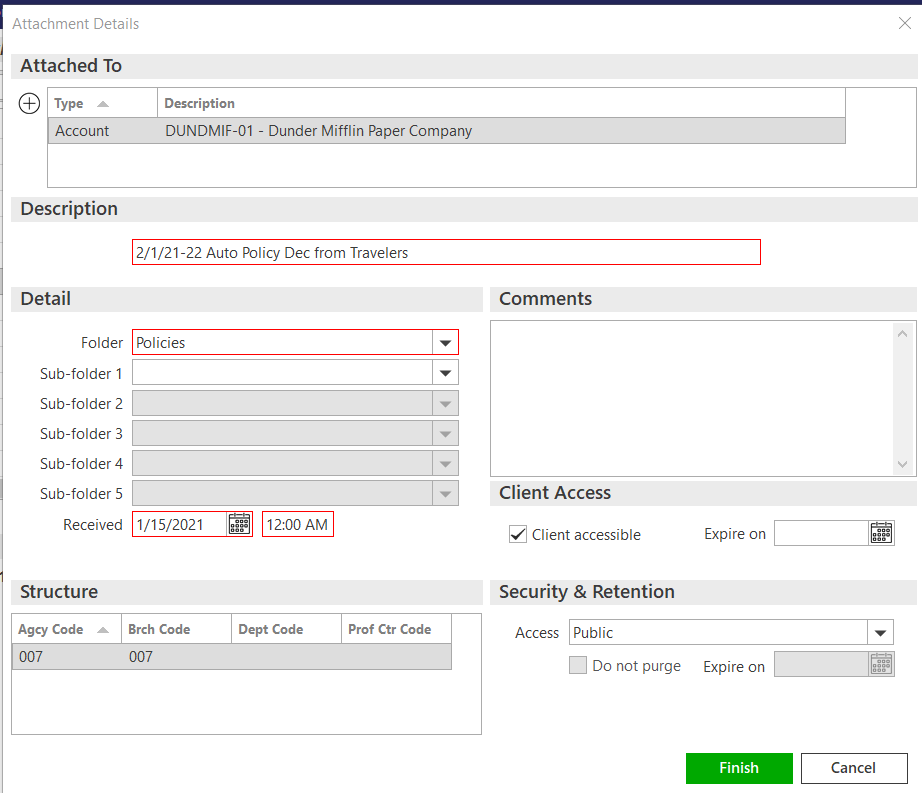 Attachment Details
Attached To
Type Description
Account DUNDMIF-01 - Dunder Mifflin Paper Company
Description
2/1/21-22 Auto Policy Dec from Travelers
Detail
Folder Policies
Sub-folder 1
Sub-folder 2
Sub-folder 3
Sub-folder 4
Sub-folder 5
Received 1/15/2021 12:00 AM
Comments
Client Access
Client accessible Expire on
Structure
Agcy Code Brch Code Dept Code Prof Ctr Code
007 007
Security & Retention
Access Public
Do not purge Expire on
Finish Cancel